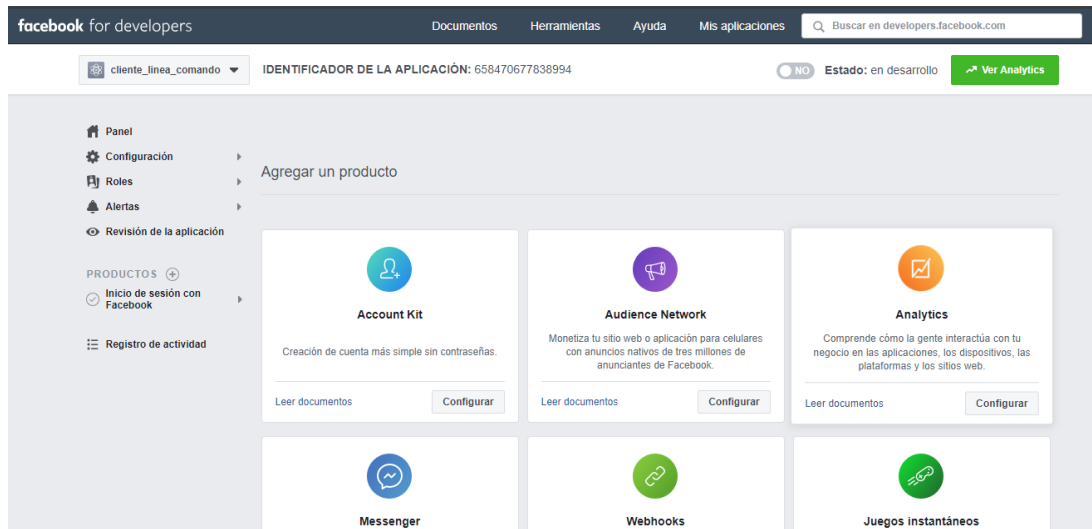 facebook for developers
Documentos
Herramientas
Ayuda
Mis aplicaciones
Buscar en developers.facebook.com
cliente_linea_comando
IDENTIFICADOR DE LA APLICACIÓN: 658470677838994
NO
Estado: en desarrollo
Ver Analytics
Panel
Configuración
Roles
Alertas
Revisión de la aplicación
PRODUCTOS
Inicio de sesión con
Facebook
Registro de actividad
Agregar un producto
Account Kit
Creación de cuenta más simple sin contraseñas.
Leer documentos
Configurar
Audience Network
Monetiza tu sitio web o aplicación para celulares
con anuncios nativos de tres millones de
anunciantes de Facebook.
Leer documentos
Configurar
Analytics
Comprende cómo la gente interactúa con tu
negocio en las aplicaciones, los dispositivos, las
plataformas y los sitios web.
Leer documentos
Configurar
Messenger
Webhooks
Juegos instantáneos